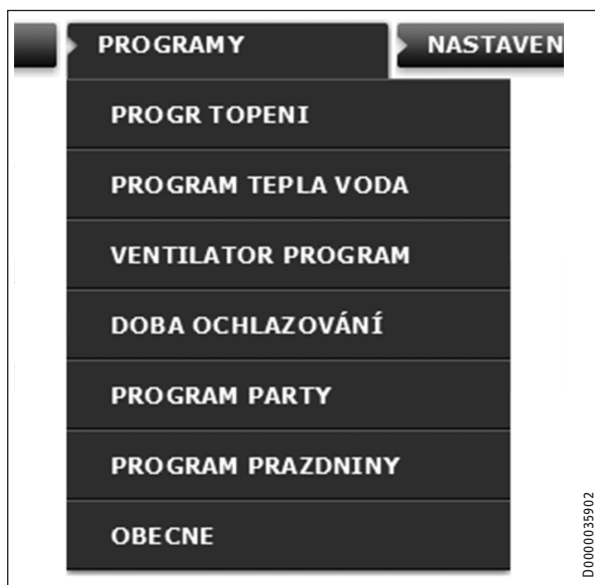 PROGRAMY NASTAVEN
PROGR TOPENI
PROGRAM TEPLA VODA
VENTILATOR PROGRAM
DOBA OCHLAZOVÁNÍ
PROGRAM PARTY
PROGRAM PRAZDNINY
OBECNE
D0000035902